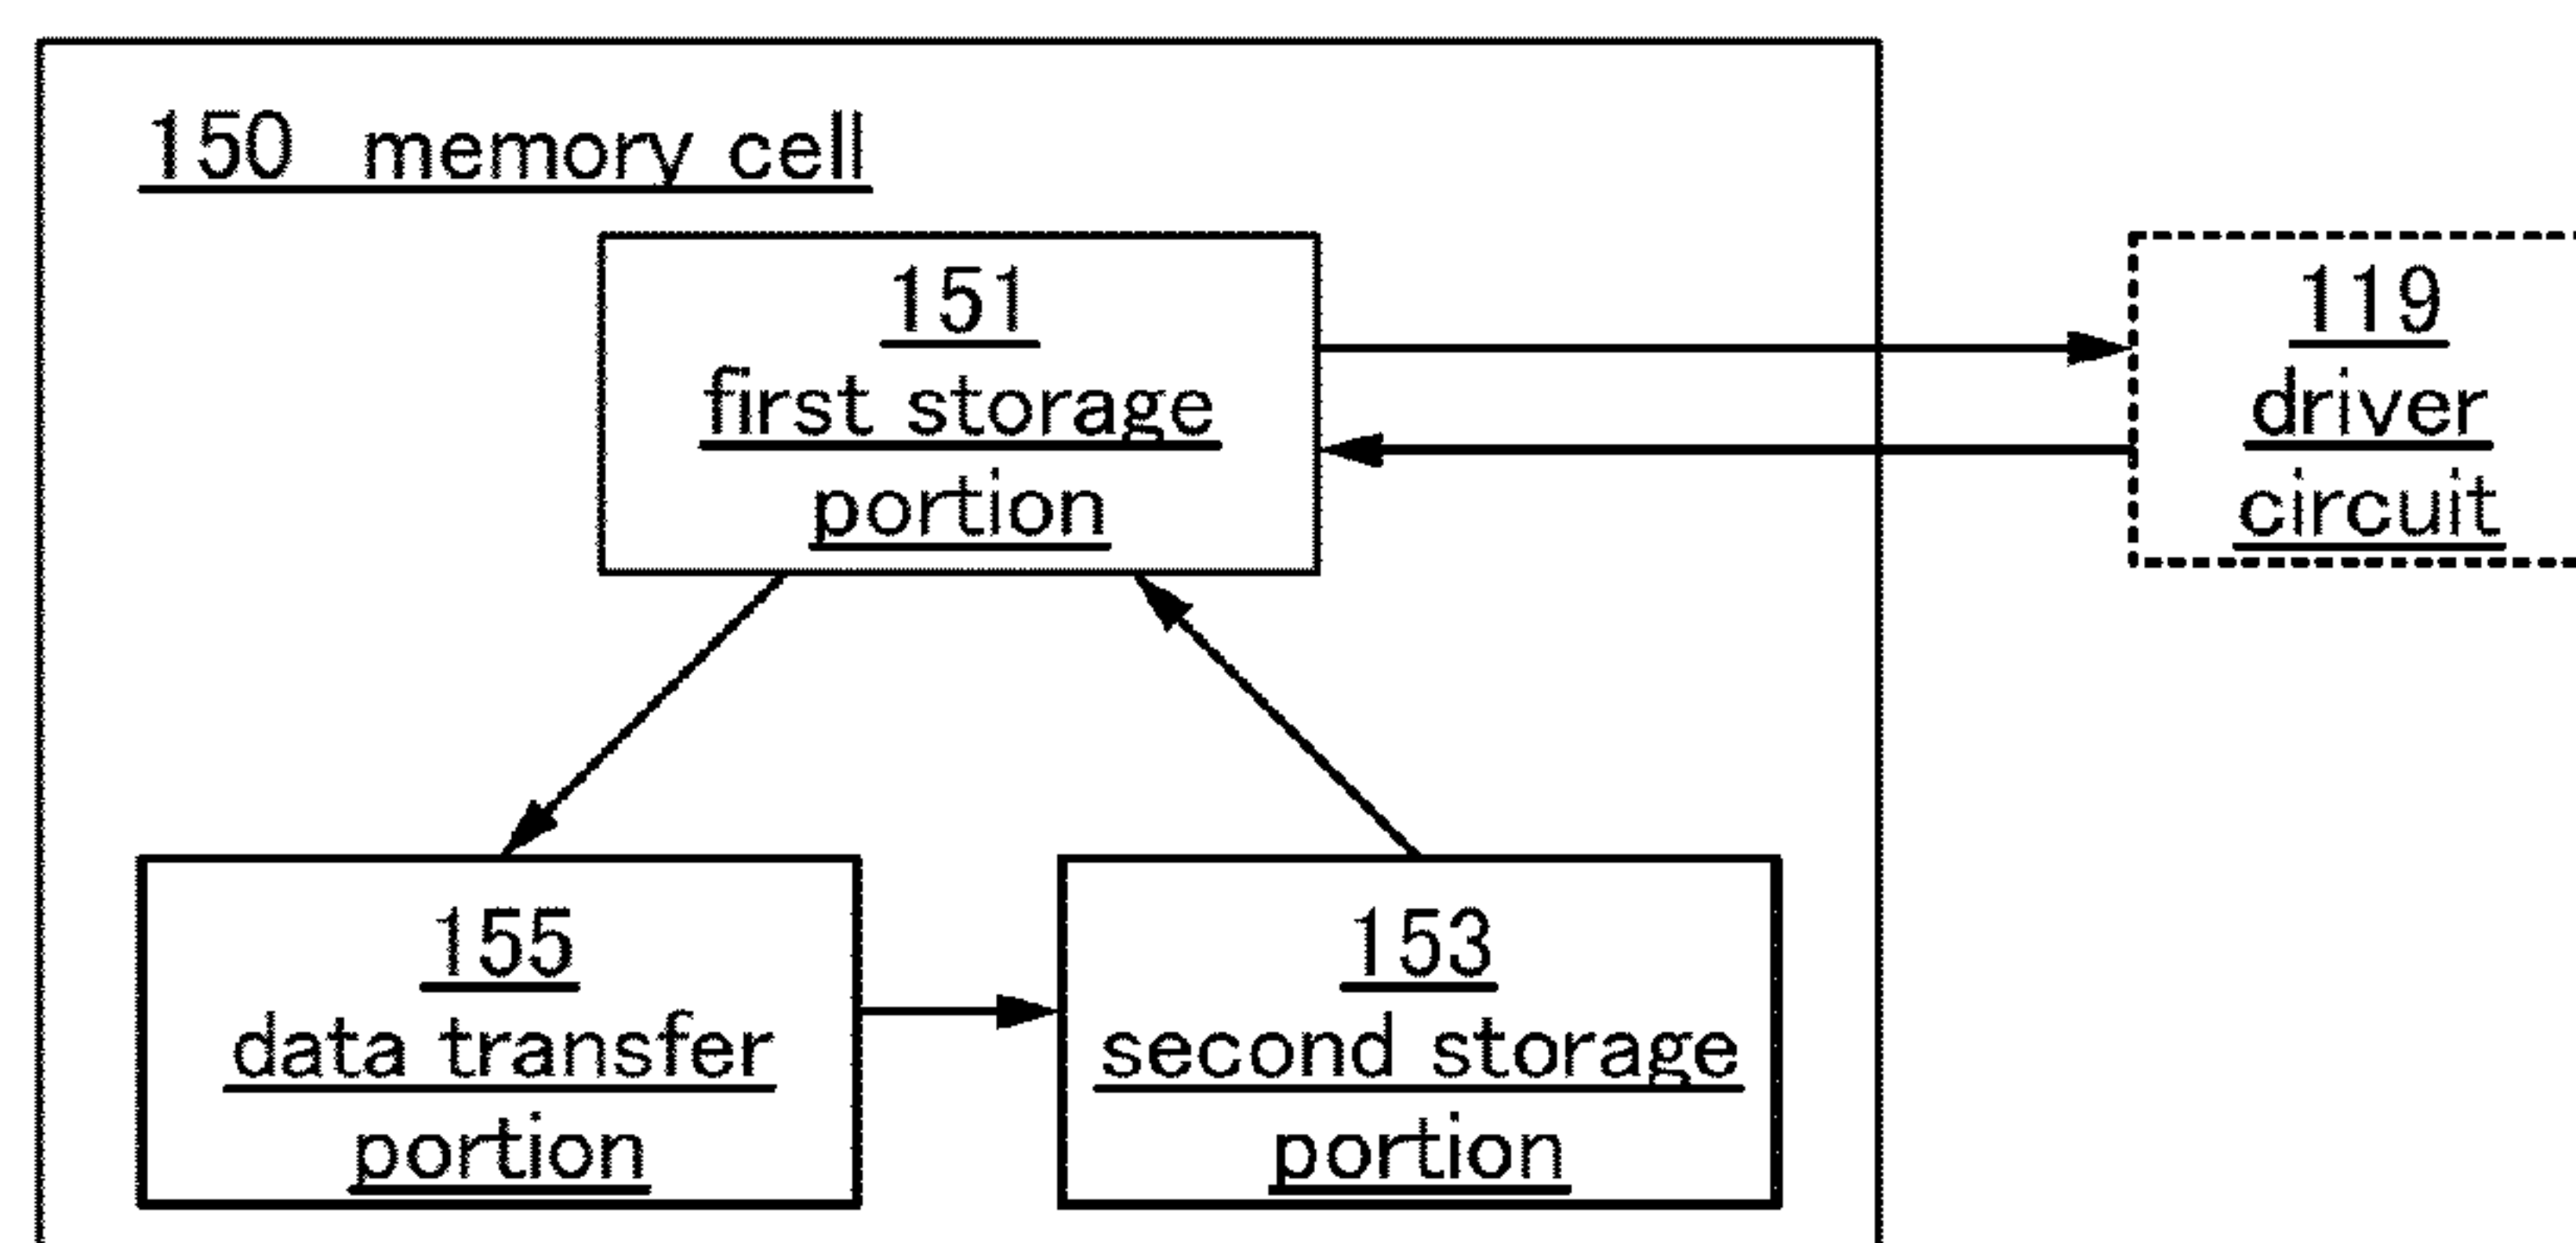 150 memory cell
151
first storage
portion
119
driver
circuit
155
data transfer
portion
153
second storage
portion